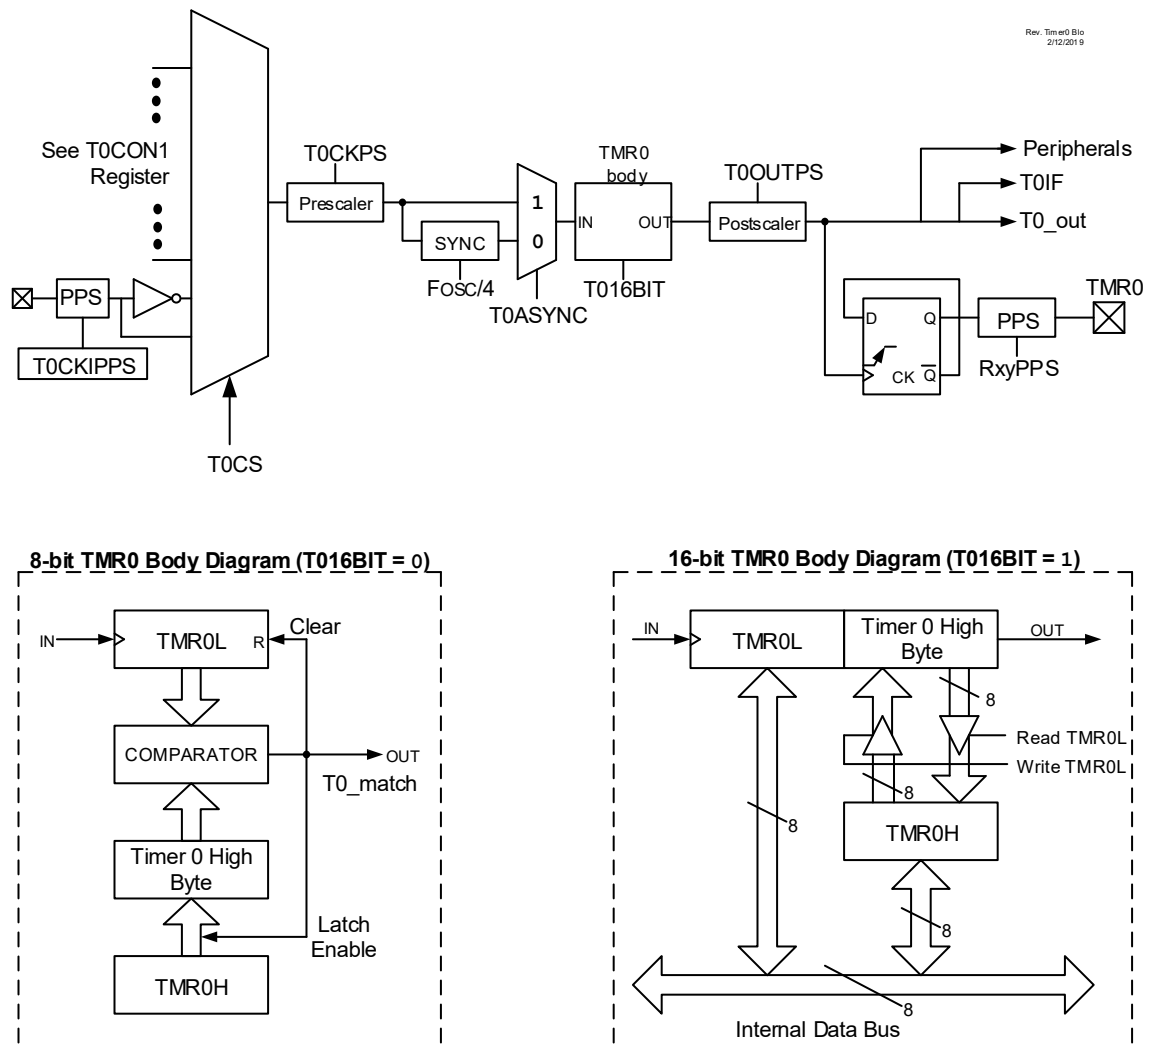 Rev. Timer0 Blo
2/12/2019
See T0CON1
Register
PPS
T0CKIPPS
T0CS
T0CKPS
Prescaler
SYNC
FOSC/4
1
0
T0ASYNC
TMR0
body
IN
OUT
T016BIT
T0OUTPS
Postscaler
Peripherals
T0IF
T0_out
D
Q
CK
Q̅
PPS
RxyPPS
TMR0
8-bit TMR0 Body Diagram (T016BIT = 0)
IN
TMR0L
R
Clear
COMPARATOR
OUT
T0_match
Timer 0 High
Byte
Latch
Enable
TMR0H
16-bit TMR0 Body Diagram (T016BIT = 1)
IN
TMR0L
Timer 0 High
Byte
OUT
8
Read TMR0L
Write TMR0L
8
8
TMR0H
8
8
Internal Data Bus